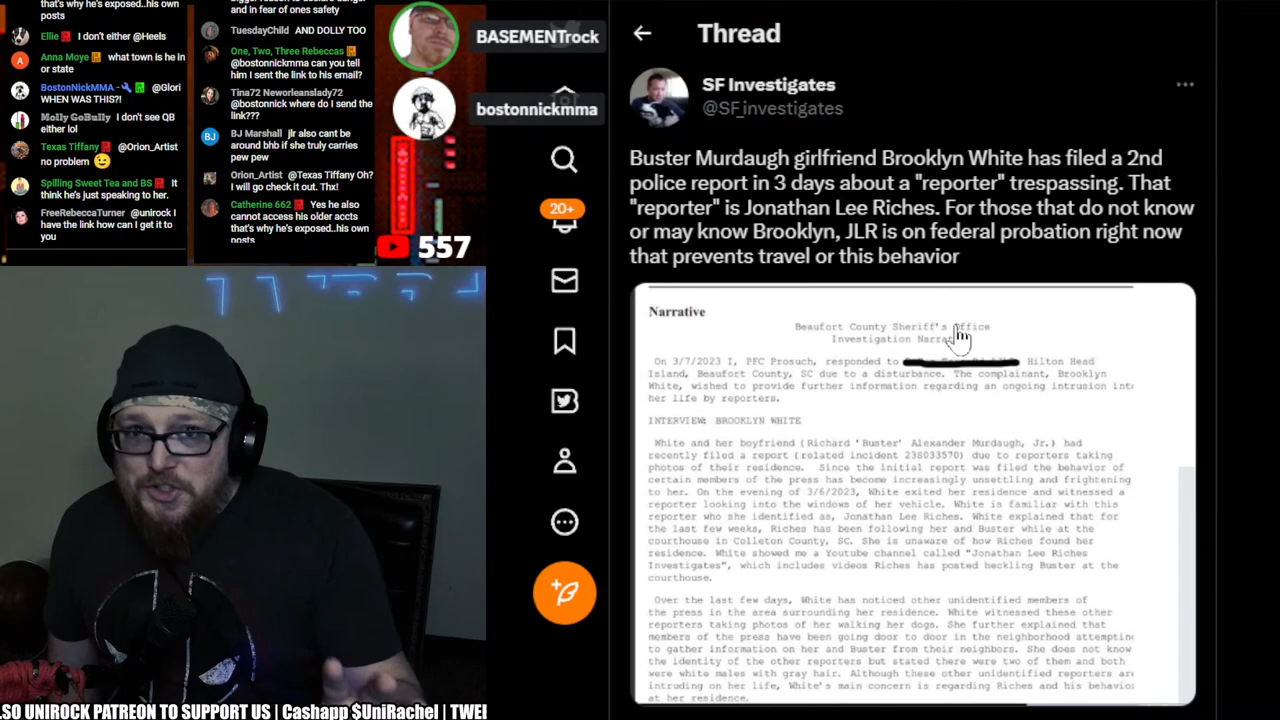 that's why he's exposed..his own
posts
Ellie I don't either @Heels
Anna Moye what town is he in
or state
BostonNickMMA - @Glori
WHEN WAS THIS?!
Molly GoBully I don't see QB
either lol
Texas Tiffany @Orion_Artist
no problem
Spilling Sweet Tea and BS It
think he's just speaking to her.
FreeRebeccaTurner @unirock I
have the link how can I get it to
you
and in fear of ones safety
TuesdayChild AND DOLLY TOO
One, Two, Three Rebeccas
@bostonnickmma can you tell
him I sent the link to his email?
Tina72 Neworleanslady72
@bostonnick where do I send the
link???
BJ
BJ Marshall jlr also cant be
around bhb if she truly carries
pew pew
Orion_Artist @Texas Tiffany Oh?
I will go check it out. Thx!
Catherine 662 Yes he also
cannot access his older accts
that's why he's exposed..his own
posts
BASEMENTrock
bostonnickmma
557
20+
Thread
SF Investigates
@SF_investigates
Buster Murdaugh girlfriend Brooklyn White has filed a 2nd
police report in 3 days about a "reporter" trespassing. That
"reporter" is Jonathan Lee Riches. For those that do not know
or may know Brooklyn, JLR is on federal probation right now
that prevents travel or this behavior
Narrative
Beaufort County Sheriff's Office
Investigation
On 3/7/2023 I, PFC Prosuch, responded to Hilton Head
Island, Beaufort County, SC due to a disturbance. The complainant, Brooklyn
White, wished to provide further information regarding an ongoing intrusion into
her life by reporters.
INTERVIEW: BROOKLYN WHITE
White and her boyfriend (Richard 'Buster' Alexander Murdaugh, Jr.) had
recently filed a report (related incident 23S033570) due to reporters taking
photos of their residence. Since the initial report was filed the behavior of
certain members of the press has become increasingly unsettling and frightening
to her. On the evening of 3/6/2023, White exited her residence and witnessed a
reporter looking into the windows of her vehicle. White is familiar with this
reporter who she identified as, Jonathan Lee Riches. White explained that for
the last few weeks, Riches has been following her and Buster while at the
courthouse in Colleton County, SC. She is unaware of how Riches found her
residence. White showed me a Youtube channel called "Jonathan Lee Riches
Investigates", which includes videos Riches has posted heckling Buster at the
courthouse.
Over the last few days, White has noticed other unidentified members of
the press in the area surrounding her residence. White witnessed these other
reporters taking photos of her walking her dogs. She further explained that
members of the press have been going door to door in the neighborhood attempting
to gather information on her and Buster from their neighbors. She does not know
the identity of the other reporters but stated there were two of them and both
were white males with gray hair. Although these other unidentified reporters are
intruding on her life, White's main concern is regarding Riches and his behavior
at her residence.
LSO UNIROCK PATREON TO SUPPORT US | Cashapp $UniRachel |